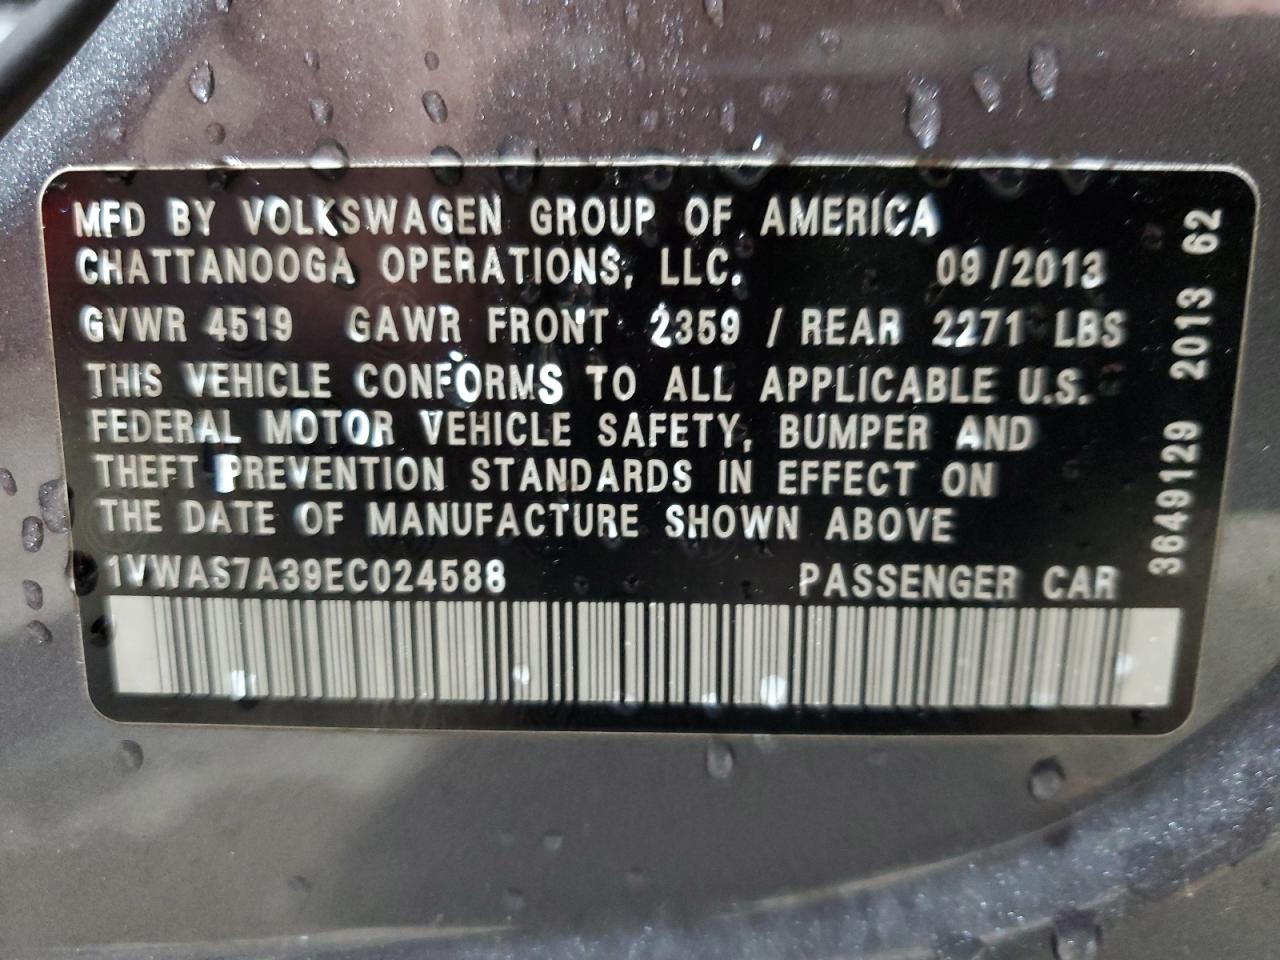 MFD BY VOLKSWAGEN GROUP OF AMERICA
CHATTANOOGA OPERATIONS, LLC. 09/2013
GVWR 4519 GAWR FRONT 2359 / REAR 2271 LBS
THIS VEHICLE CONFORMS TO ALL APPLICABLE U.S.
FEDERAL MOTOR VEHICLE SAFETY, BUMPER AND
THEFT PREVENTION STANDARDS IN EFFECT ON
THE DATE OF MANUFACTURE SHOWN ABOVE
1VWAS7A39EC024588 PASSENGER CAR
3649129 2013 62